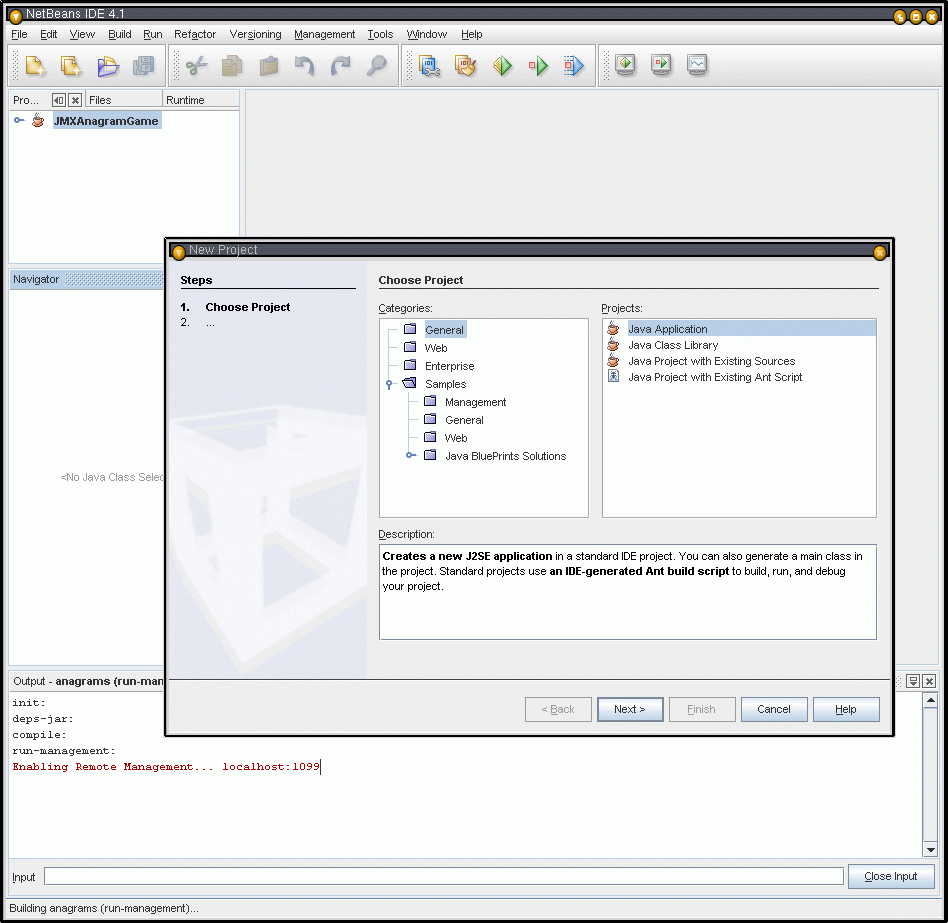 NetBeans IDE 4.1
File Edit View Build Run Refactor Versioning Management Tools Window Help
Pro... Files Runtime
JMXAnagramGame
Navigator
<No Java Class Selec
New Project
Steps
1. Choose Project
2. ...
Choose Project
Categories:
General
Web
Enterprise
Samples
Management
General
Web
Java BluePrints Solutions
Projects:
Java Application
Java Class Library
Java Project with Existing Sources
Java Project with Existing Ant Script
Description:
Creates a new J2SE application in a standard IDE project. You can also generate a main class in
the project. Standard projects use an IDE-generated Ant build script to build, run, and debug
your project.
< Back Next > Finish Cancel Help
Output - anagrams (run-man
init:
deps-jar:
compile:
run-management:
Enabling Remote Management... localhost:1099
Input Close Input
Building anagrams (run-management)...